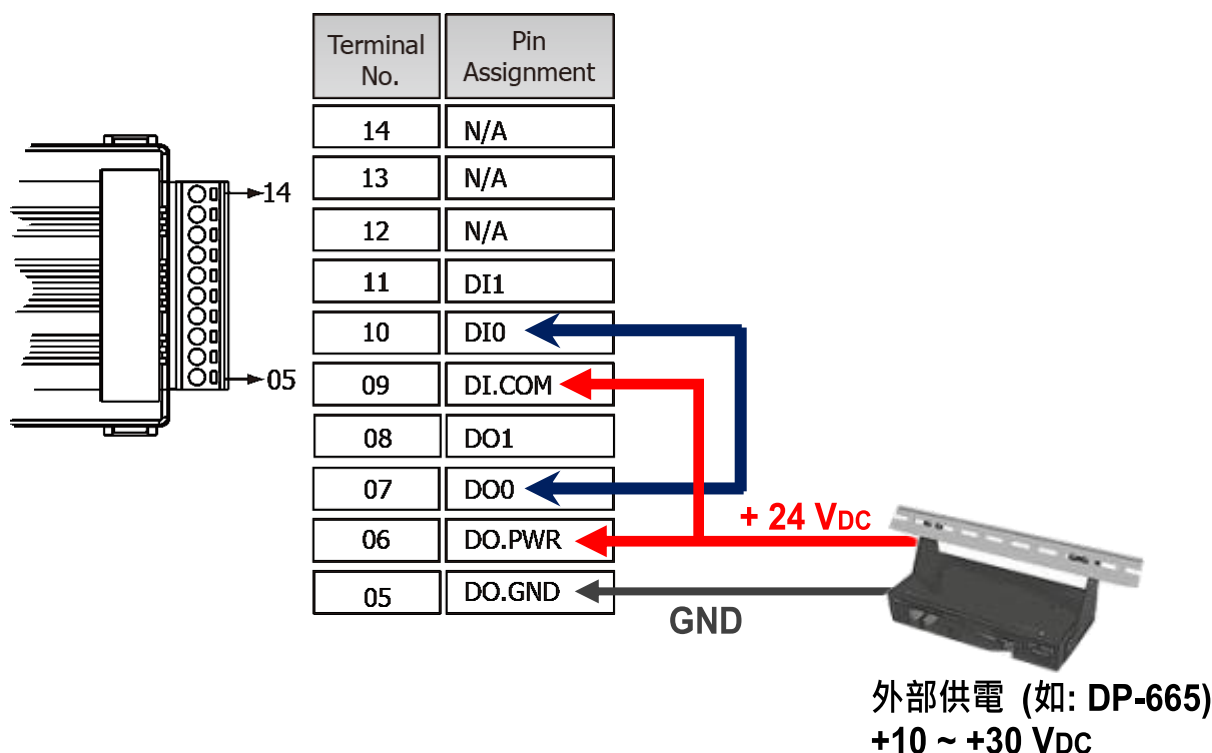 Terminal No. Pin Assignment
14 N/A
13 N/A
12 N/A
11 DI1
10 DI0
09 DI.COM
08 DO1
07 DO0
06 DO.PWR
05 DO.GND
14
05
+ 24 VDC
GND
外部供電 (如: DP-665)
+10 ~ +30 VDC